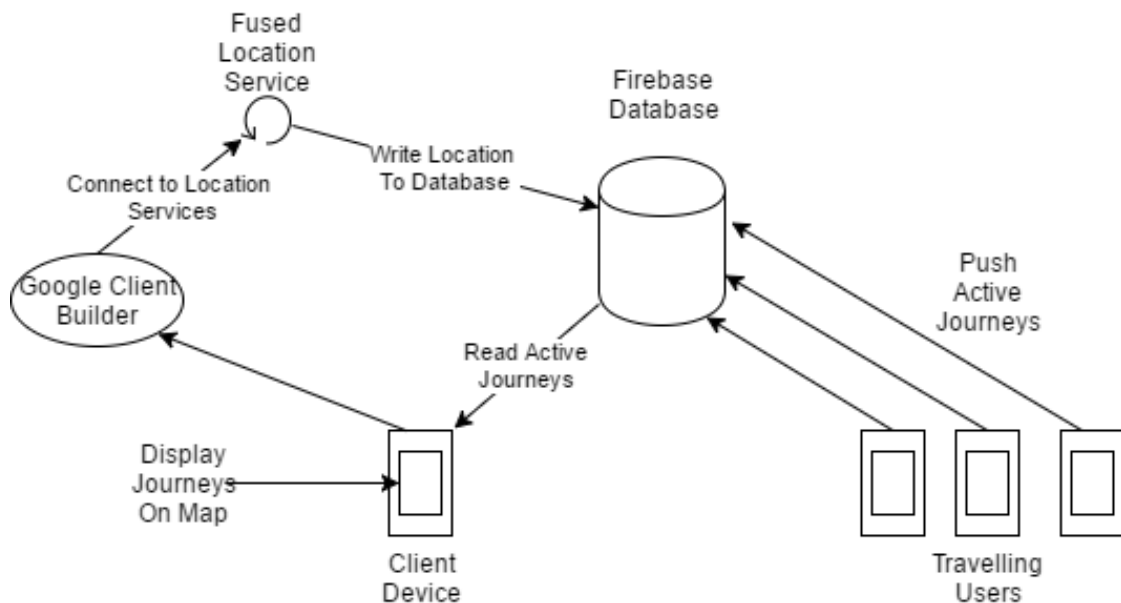 Fused
Location
Service
Firebase
Database
Write Location
To Database
Connect to Location
Services
Google Client
Builder
Push
Active
Journeys
Read Active
Journeys
Display
Journeys
On Map
Client
Device
Travelling
Users